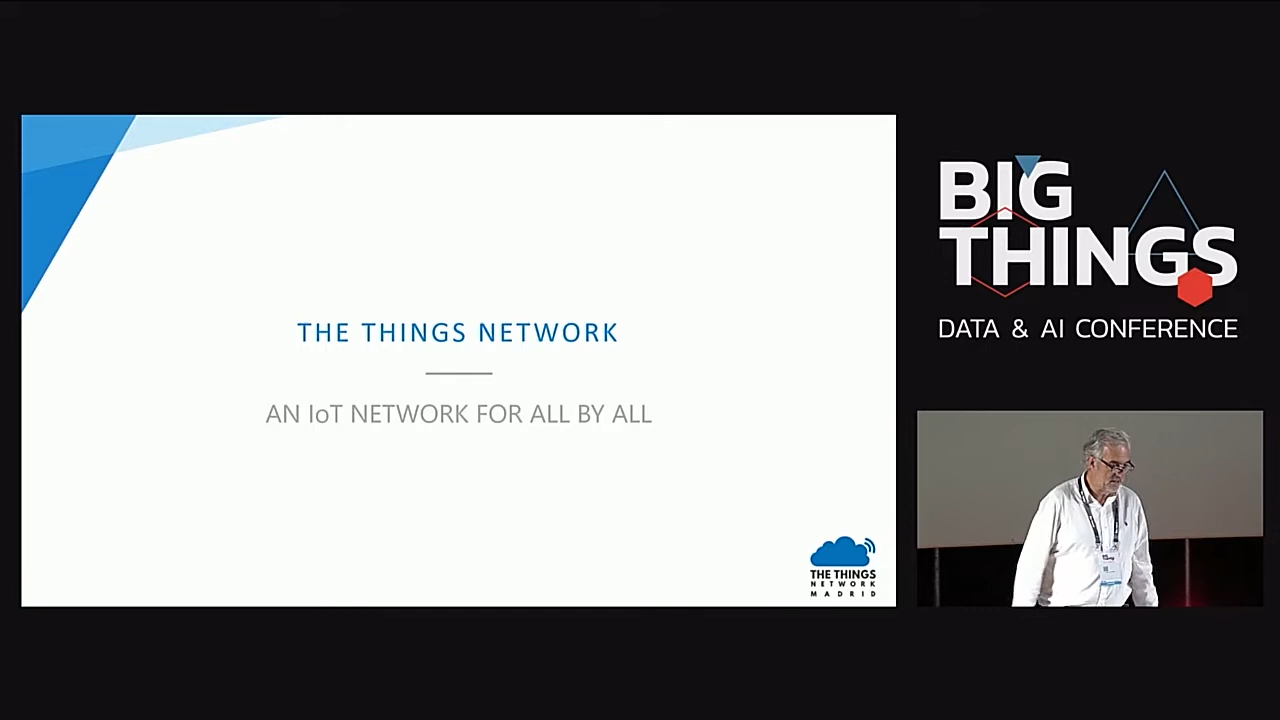 THE THINGS NETWORK
AN IoT NETWORK FOR ALL BY ALL
THE THINGS
NETWORK
MADRID
BIG
THINGS
DATA & AI CONFERENCE